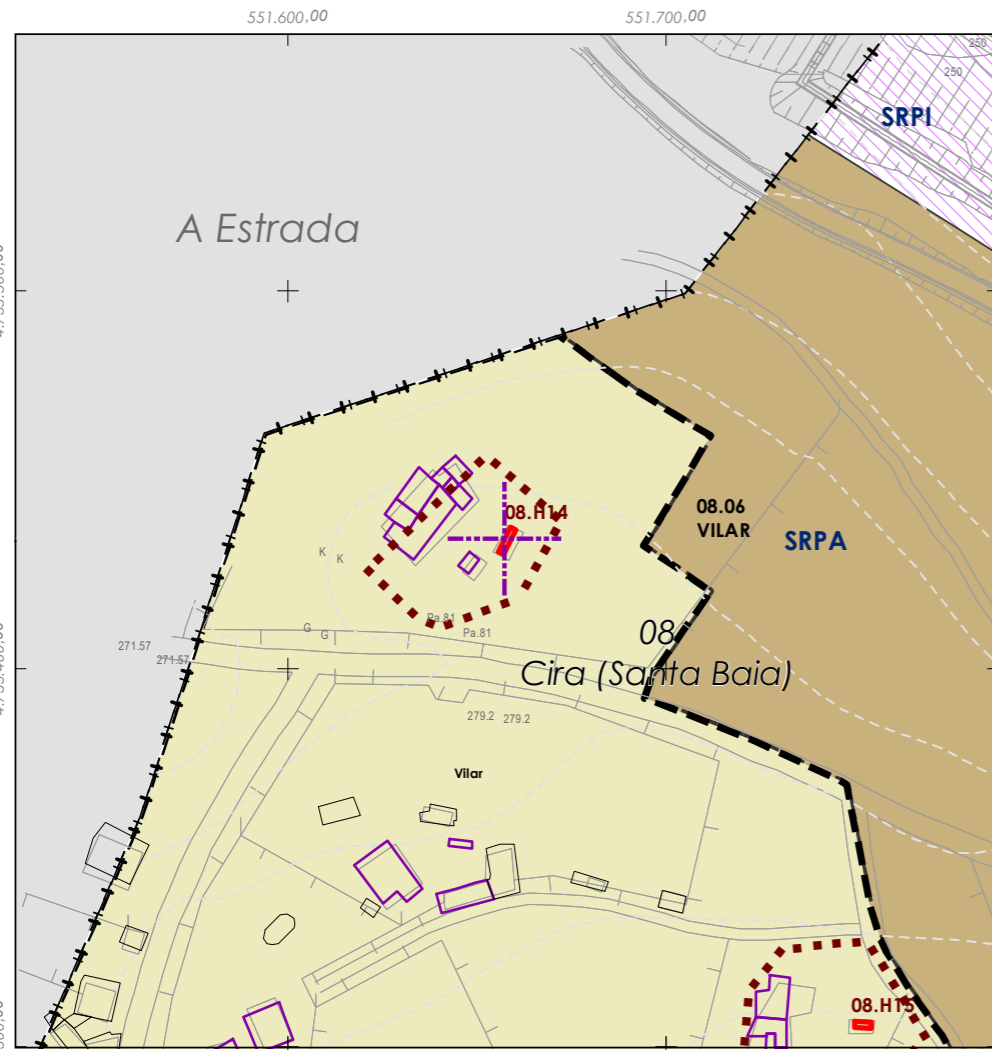 551.600,00
551.700,00
250
250
SRPI
A Estrada
08.H14
08.06
VILAR
SRPA
K
K
Pa.81
Pa.81
G
G
08
271.57
271.57
Cira (Santa Baia)
279.2
279.2
Vilar
08.H15